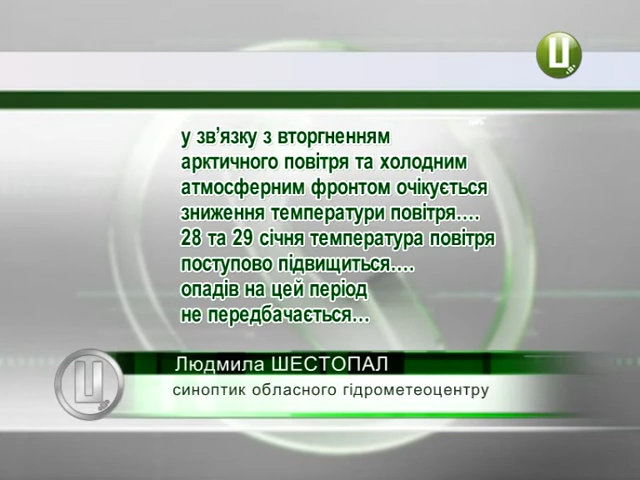 Ц
у зв'язку з вторгненням
арктичного повітря та холодним
атмосферним фронтом очікується
зниження температури повітря....
28 та 29 січня температура повітря
поступово підвищиться....
опадів на цей період
не передбачається...
Людмила ШЕСТОПАЛ
Ц
синоптик обласного гідрометеоцентру